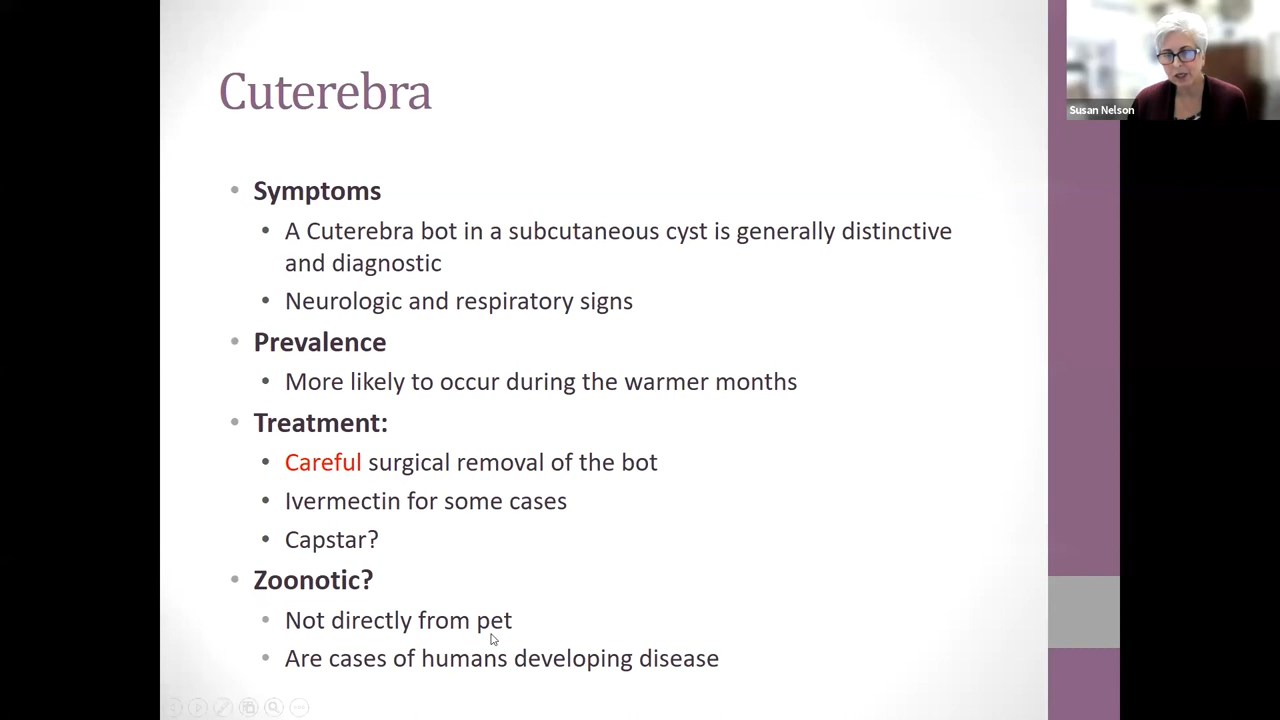 Cuterebra
Susan Nelson
• Symptoms
• A Cuterebra bot in a subcutaneous cyst is generally distinctive
and diagnostic
• Neurologic and respiratory signs
• Prevalence
• More likely to occur during the warmer months
• Treatment:
• Careful surgical removal of the bot
• Ivermectin for some cases
• Capstar?
• Zoonotic?
• Not directly from pet
• Are cases of humans developing disease